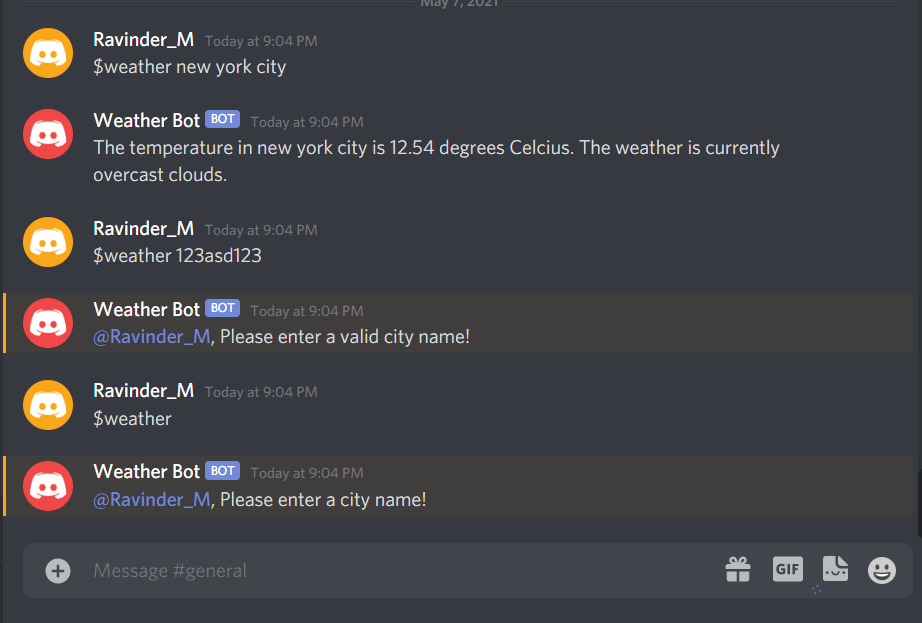 May 7, 2021
Ravinder_M Today at 9:04 PM
$weather new york city
Weather Bot BOT Today at 9:04 PM
The temperature in new york city is 12.54 degrees Celcius. The weather is currently
overcast clouds.
Ravinder_M Today at 9:04 PM
$weather 123asd123
Weather Bot BOT Today at 9:04 PM
@Ravinder_M, Please enter a valid city name!
Ravinder_M Today at 9:04 PM
$weather
Weather Bot BOT Today at 9:04 PM
@Ravinder_M, Please enter a city name!
Message #general GIF